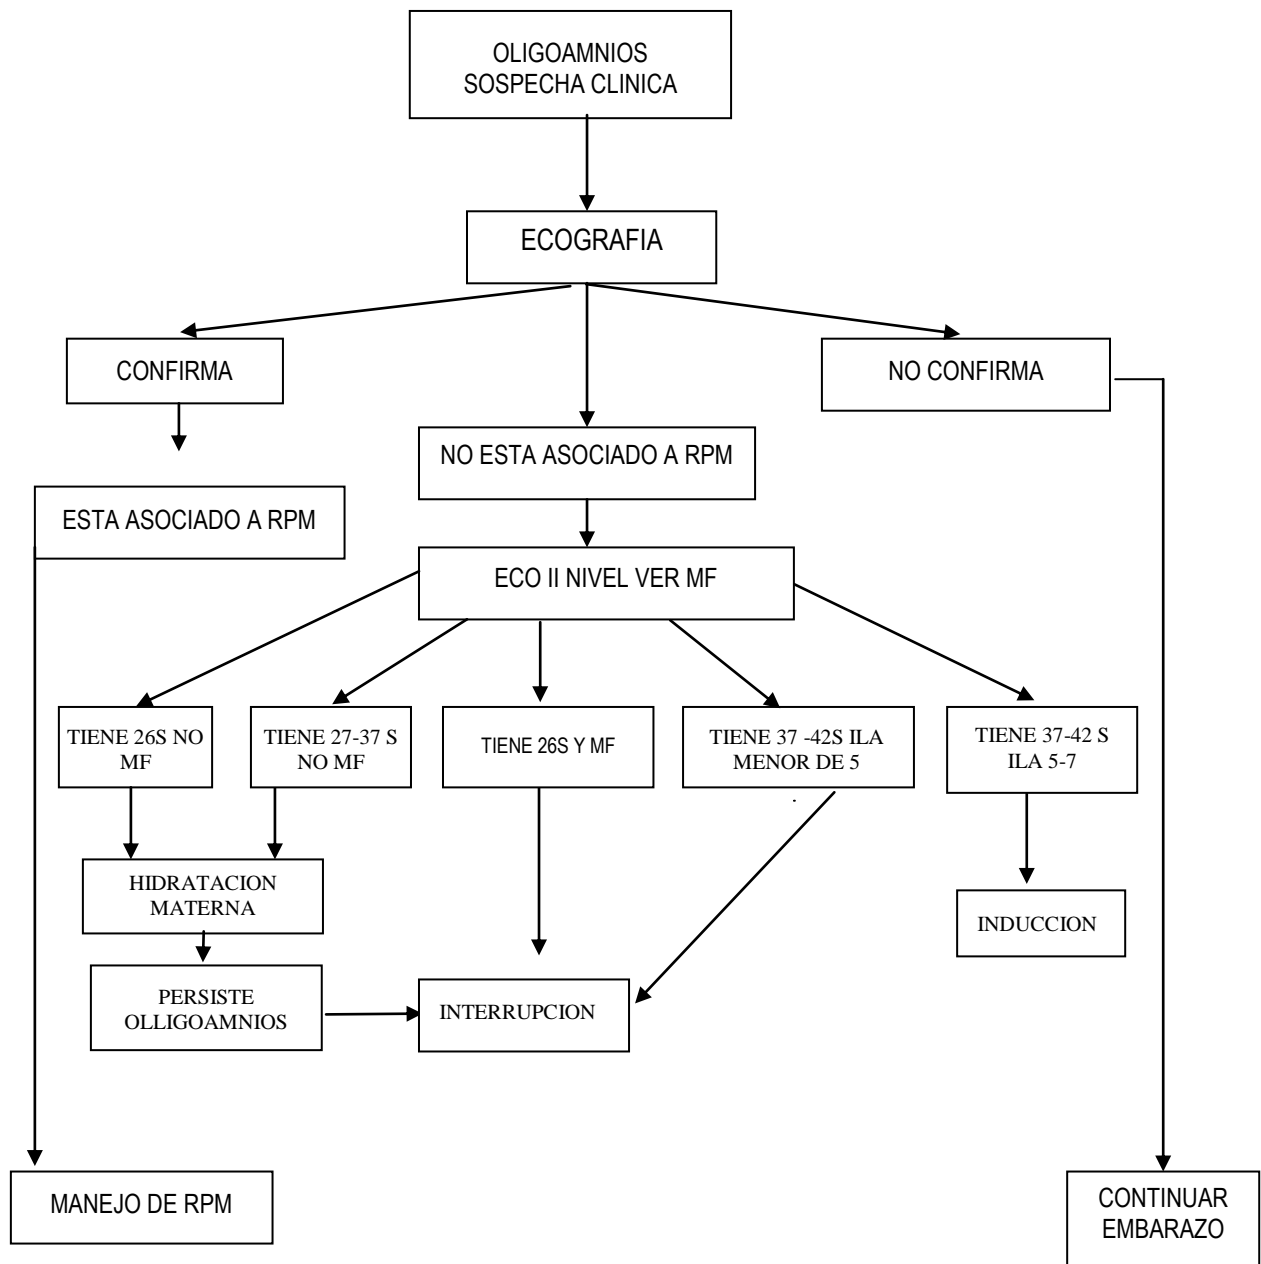 OLIGOAMNIOS
SOSPECHA CLINICA
ECOGRAFIA
CONFIRMA
NO CONFIRMA
NO ESTA ASOCIADO A RPM
ESTA ASOCIADO A RPM
ECO II NIVEL VER MF
TIENE 26S NO
MF
TIENE 27-37 S
NO MF
TIENE 26S Y MF
TIENE 37 -42S ILA
MENOR DE 5
TIENE 37-42 S
ILA 5-7
.
HIDRATACION
MATERNA
INDUCCION
PERSISTE
OLLIGOAMNIOS
INTERRUPCION
MANEJO DE RPM
CONTINUAR
EMBARAZO